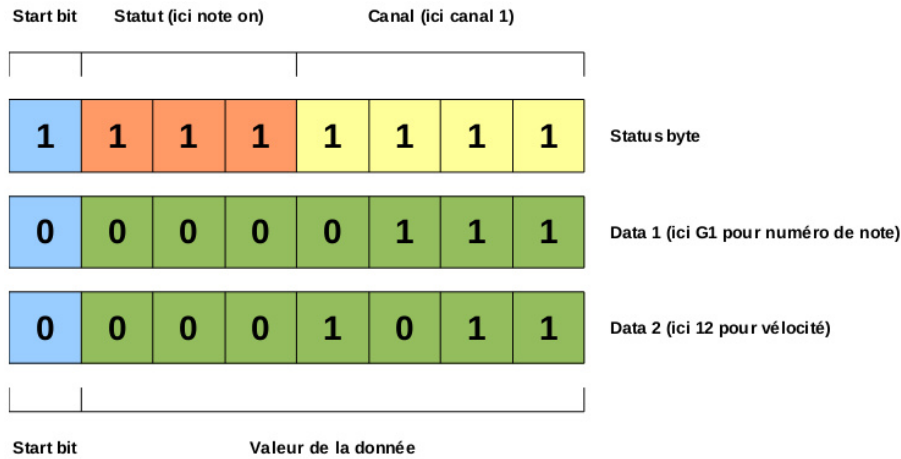 Start bit Statut (ici note on) Canal (ici canal 1)
1 1 1 1 1 1 1 1 Status byte
0 0 0 0 0 1 1 1 Data 1 (ici G1 pour numéro de note)
0 0 0 0 1 0 1 1 Data 2 (ici 12 pour vélocité)
Start bit Valeur de la donnée